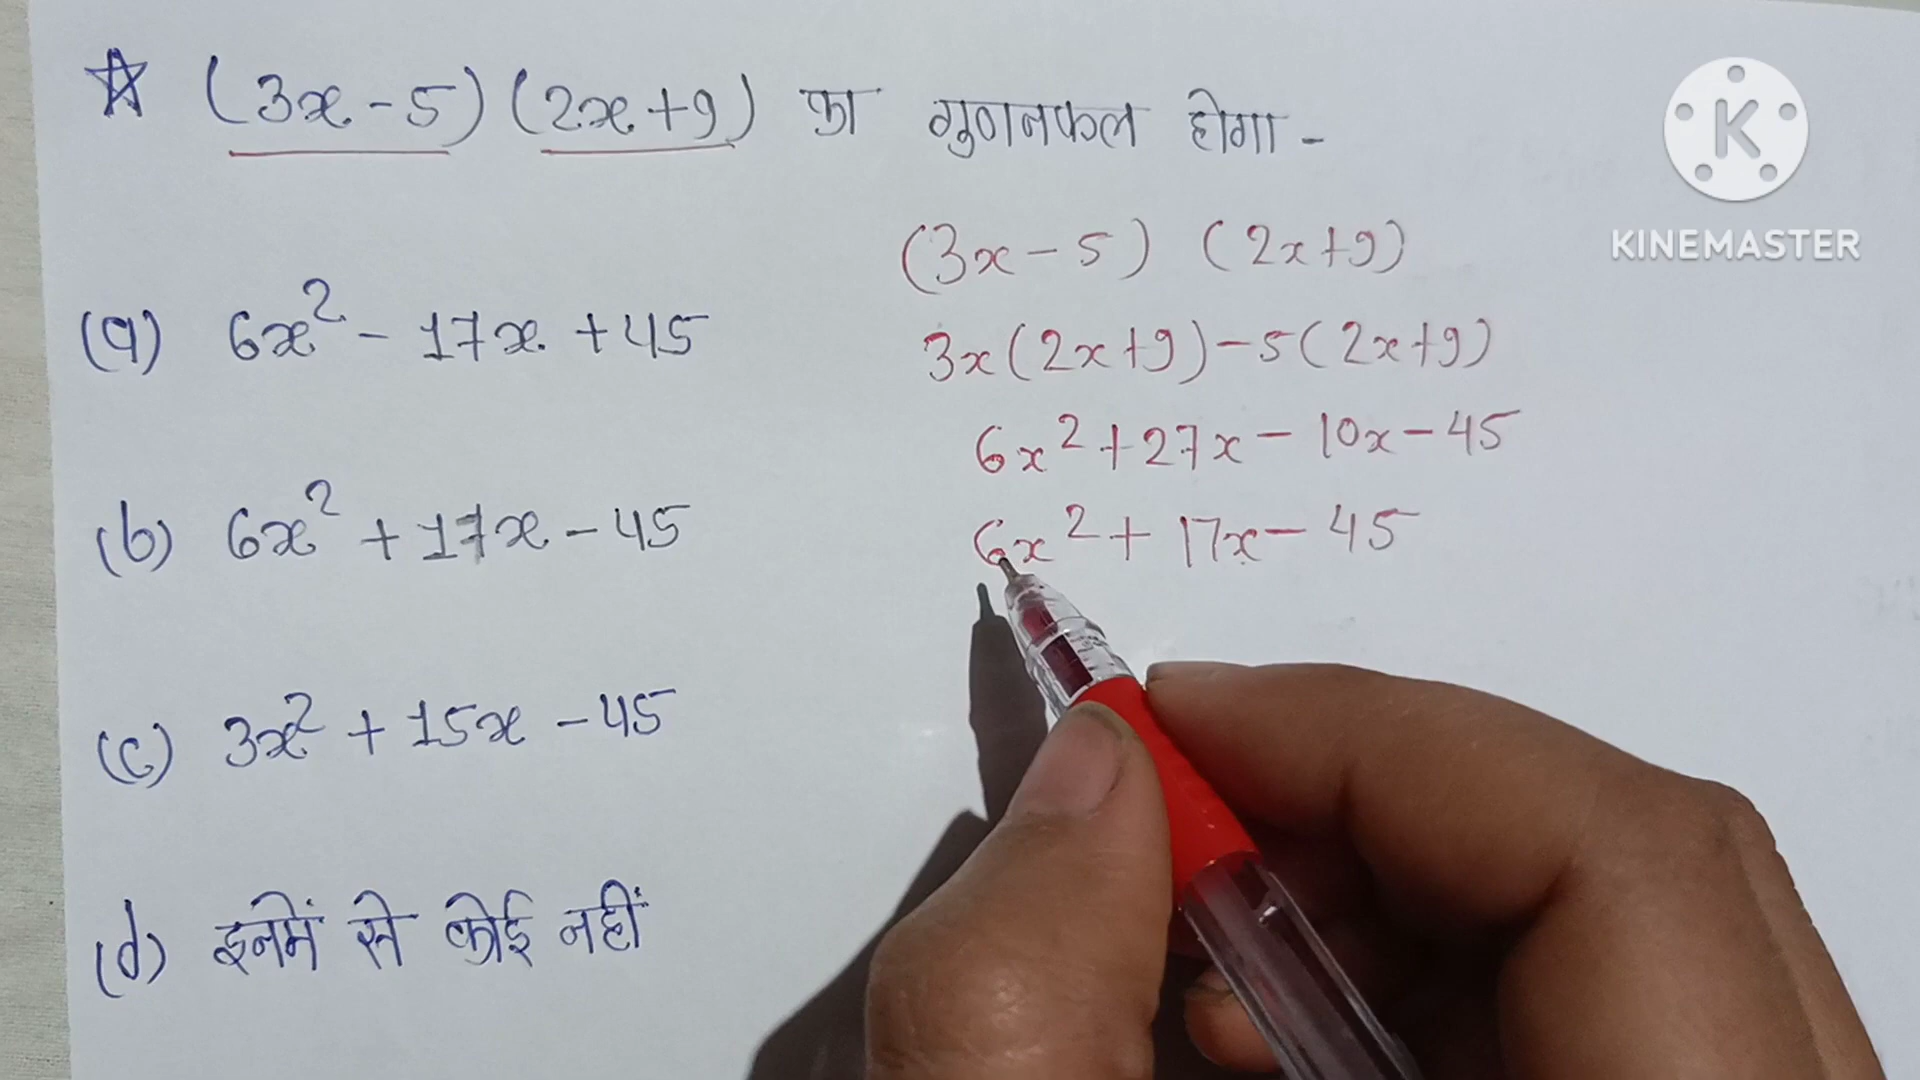 ☆ (3x - 5) (2x + 9) का गुणनफल होगा -
(a) 6x² - 17x + 45
(b) 6x² + 17x - 45
(c) 3x² + 15x - 45
(d) इनमें से कोई नहीं
(3x - 5) (2x + 9)
3x (2x + 9) - 5 (2x + 9)
6x² + 27x - 10x - 45
6x² + 17x - 45
K
KINEMASTER